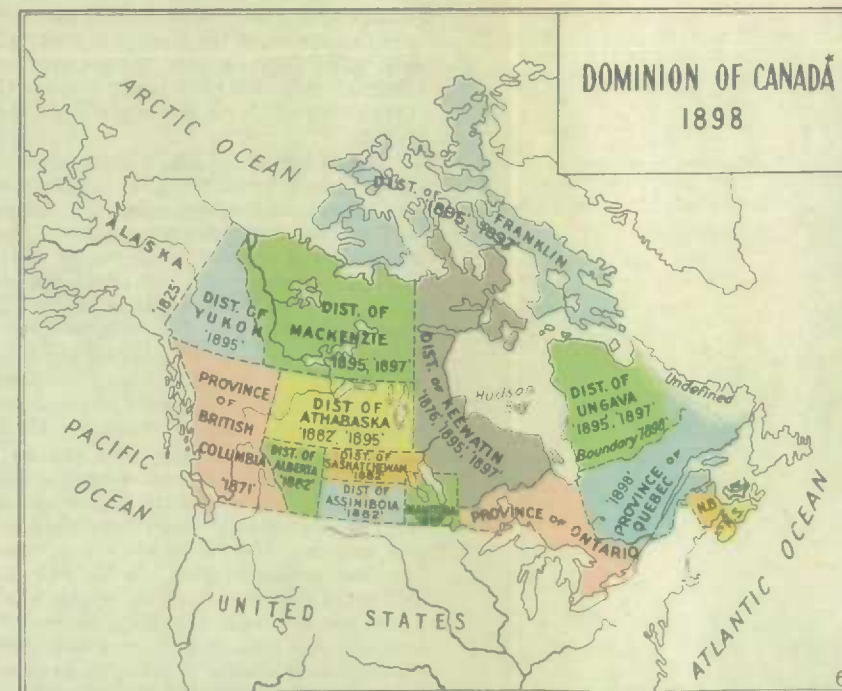 DOMINION OF CANADA*
1898
ARCTIC OCEAN
ALASKA
'1825'
DIST. OF
YUKON
'1895'
DIST. OF
MACKENZIE
'1895, '1897'
DIST. OF
'1895, '1897'
FRANKLIN
DIST. OF KEEWATIN
'1876, '1895, '1897'
Hudson
Bay
DIST. OF
UNGAVA
'1895, '1897'
Boundary '1898'
Undefined
PROVINCE
OF
BRITISH
COLUMBIA
'1871'
DIST OF
ATHABASKA
'1882, '1895'
DIST. OF
ALBERTA
'1882'
DIST. OF
SASKATCHEWAN
'1882'
DIST OF
ASSINIBOIA
'1882'
MANITOBA
PROVINCE OF ONTARIO
'1898'
PROVINCE OF
QUEBEC
N.B.
N.S.
PACIFIC
OCEAN
ATLANTIC OCEAN
UNITED STATES
6